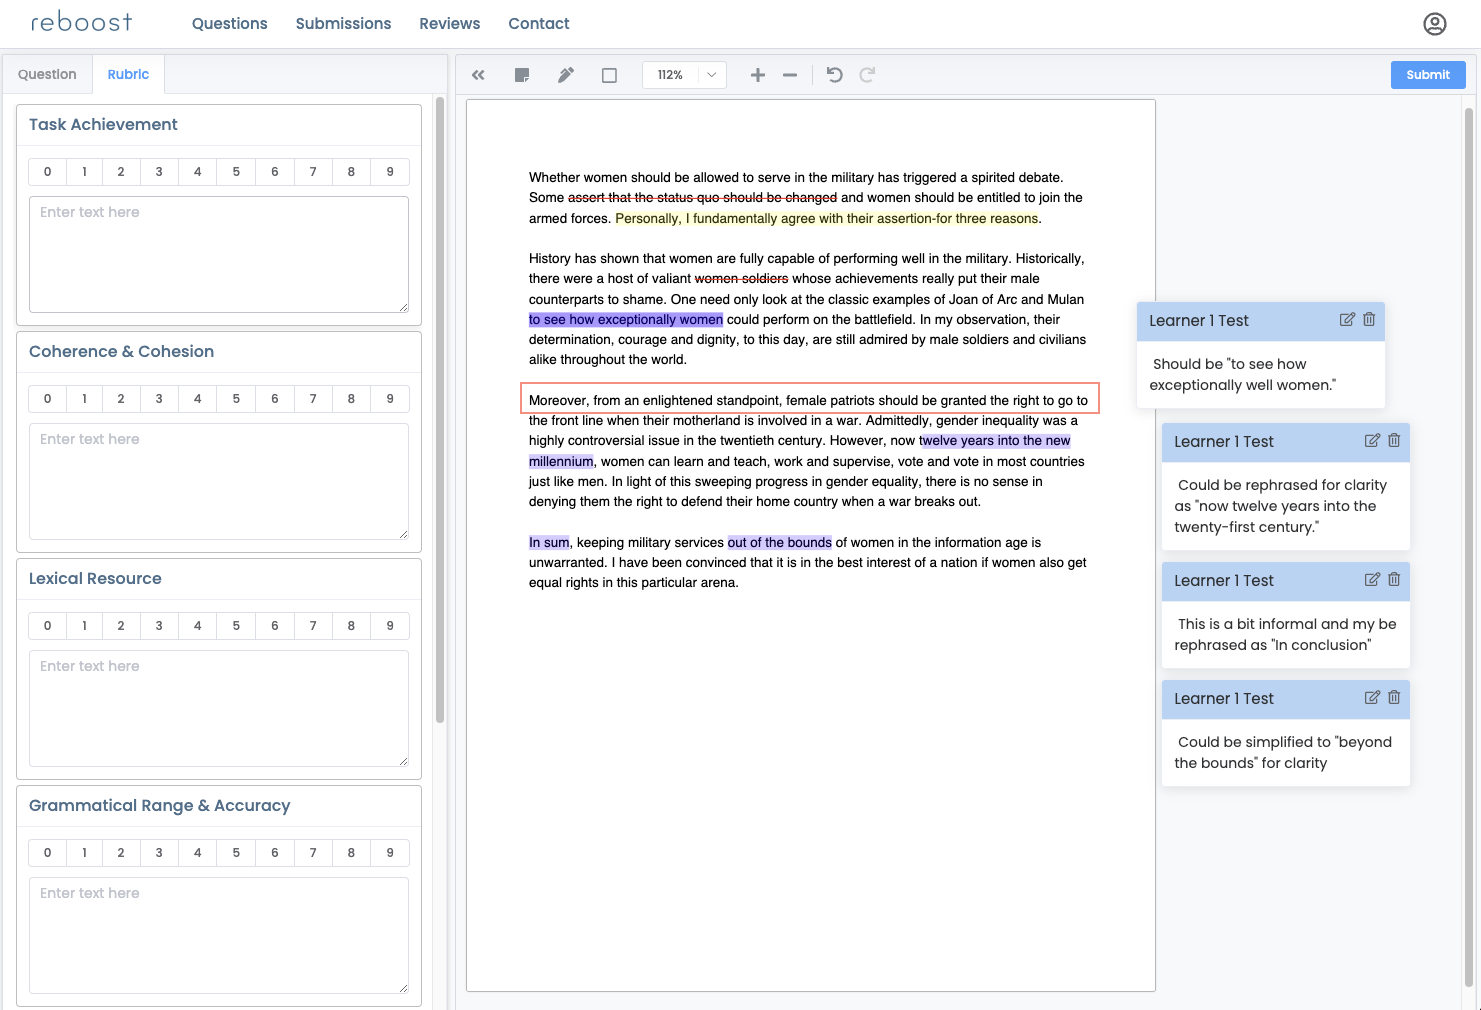 reboost
Questions Submissions Reviews Contact
Question Rubric
112%
Submit
Task Achievement
0 1 2 3 4 5 6 7 8 9
Enter text here
Coherence & Cohesion
0 1 2 3 4 5 6 7 8 9
Enter text here
Lexical Resource
0 1 2 3 4 5 6 7 8 9
Enter text here
Grammatical Range & Accuracy
0 1 2 3 4 5 6 7 8 9
Enter text here
Whether women should be allowed to serve in the military has triggered a spirited debate.
Some assert that the status quo should be changed and women should be entitled to join the
armed forces. Personally, I fundamentally agree with their assertion-for three reasons.
History has shown that women are fully capable of performing well in the military. Historically,
there were a host of valiant women soldiers whose achievements really put their male
counterparts to shame. One need only look at the classic examples of Joan of Arc and Mulan
to see how exceptionally women could perform on the battlefield. In my observation, their
determination, courage and dignity, to this day, are still admired by male soldiers and civilians
alike throughout the world.
Moreover, from an enlightened standpoint, female patriots should be granted the right to go to
the front line when their motherland is involved in a war. Admittedly, gender inequality was a
highly controversial issue in the twentieth century. However, now twelve years into the new
millennium, women can learn and teach, work and supervise, vote and vote in most countries
just like men. In light of this sweeping progress in gender equality, there is no sense in
denying them the right to defend their home country when a war breaks out.
In sum, keeping military services out of the bounds of women in the information age is
unwarranted. I have been convinced that it is in the best interest of a nation if women also get
equal rights in this particular arena.
Learner 1 Test
Should be "to see how
exceptionally well women."
Learner 1 Test
Could be rephrased for clarity
as "now twelve years into the
twenty-first century."
Learner 1 Test
This is a bit informal and my be
rephrased as "In conclusion"
Learner 1 Test
Could be simplified to "beyond
the bounds" for clarity